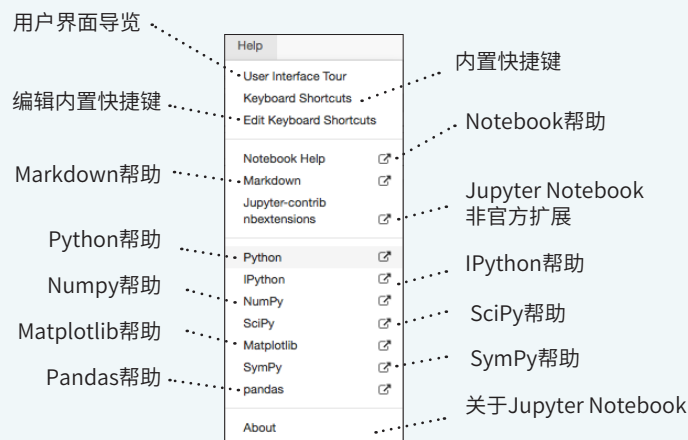 用户界面导览
编辑内置快捷键
Markdown帮助
Python帮助
Numpy帮助
Matplotlib帮助
Pandas帮助
Help
User Interface Tour
Keyboard Shortcuts
Edit Keyboard Shortcuts
Notebook Help
Markdown
Jupyter-contrib
nbextensions
Python
IPython
NumPy
SciPy
Matplotlib
SymPy
pandas
About
内置快捷键
Notebook帮助
Jupyter Notebook
非官方扩展
IPython帮助
SciPy帮助
SymPy帮助
关于Jupyter Notebook